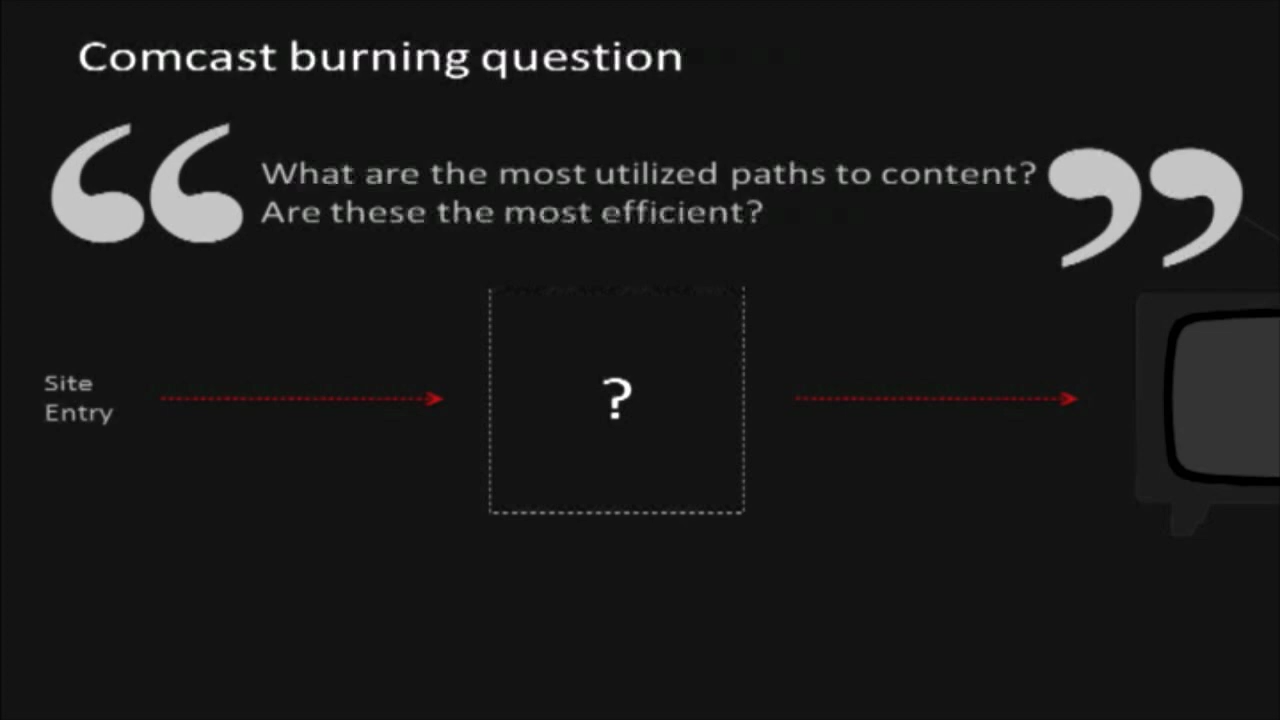 Comcast burning question
What are the most utilized paths to content?
Are these the most efficient?
Site
Entry
?